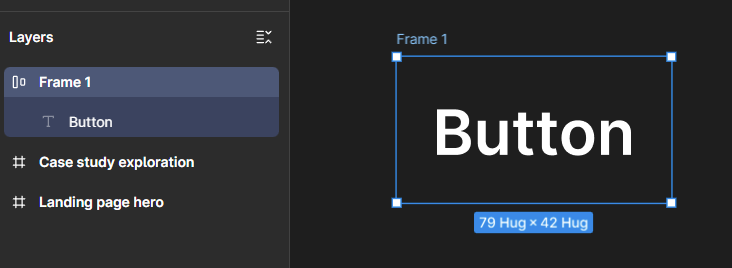 Layers
Frame 1
Button
Case study exploration
Landing page hero
Frame 1
Button
79 Hug × 42 Hug